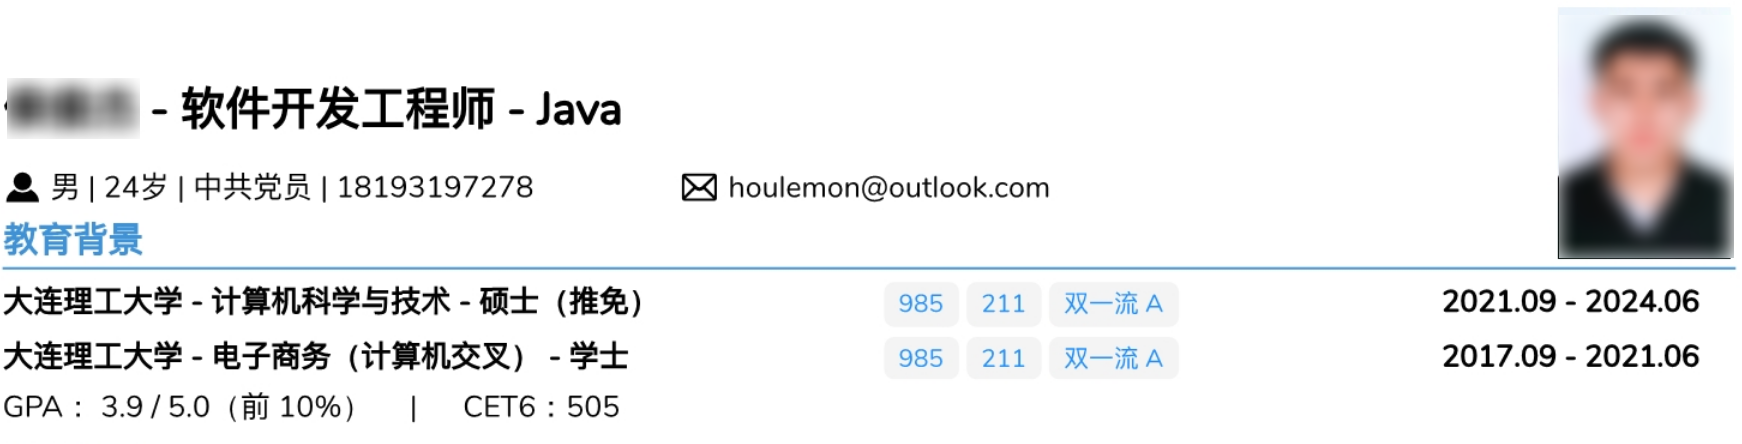 - 软件开发工程师 - Java
男 | 24岁 | 中共党员 | 18193197278 houlemon@outlook.com
教育背景
大连理工大学 - 计算机科学与技术 - 硕士（推免） 985 211 双一流 A 2021.09 - 2024.06
大连理工大学 - 电子商务（计算机交叉） - 学士 985 211 双一流 A 2017.09 - 2021.06
GPA： 3.9 / 5.0（前 10%） | CET6：505